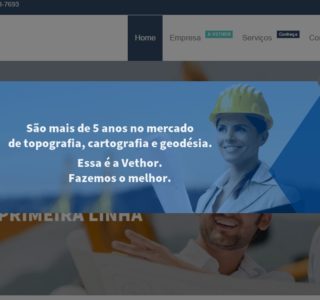 3-7693
Home
Empresa
A VETHOR
Serviços
Conheça
Co
São mais de 5 anos no mercado
de topografia, cartografia e geodésia.
Essa é a Vethor.
Fazemos o melhor.
PRIMEIRA LINHA